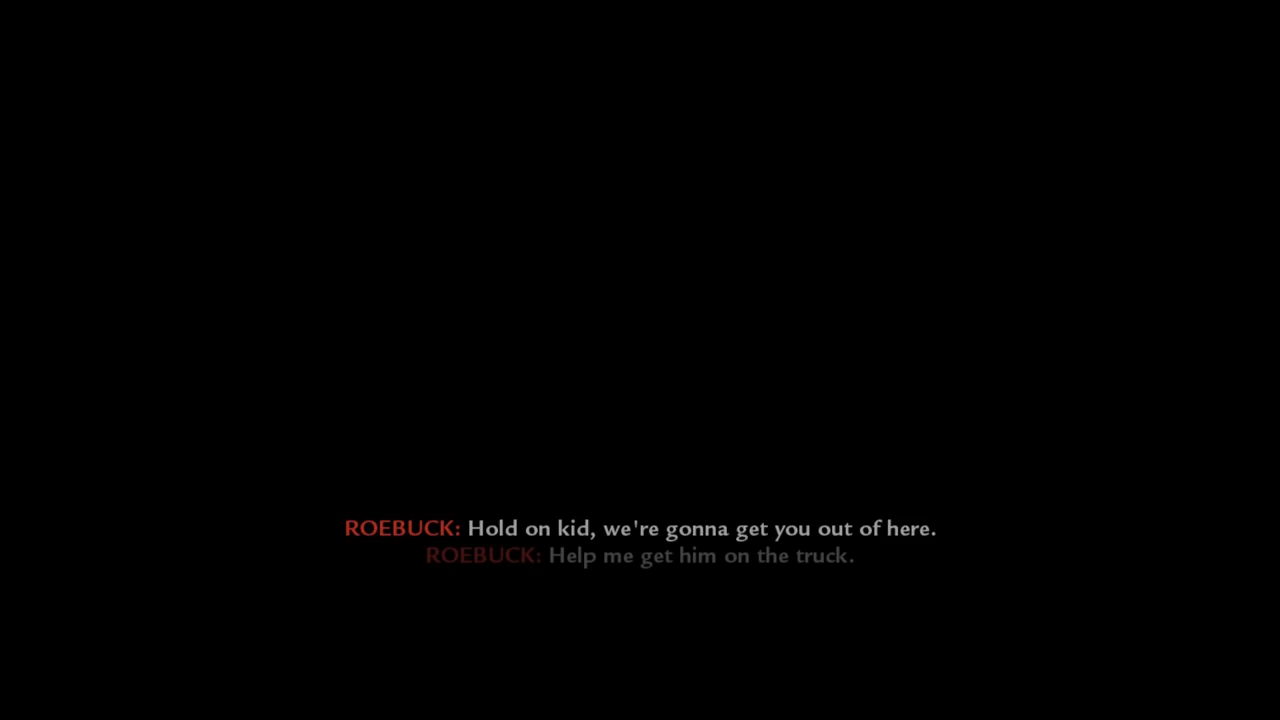 ROEBUCK: Hold on kid, we're gonna get you out of here.
ROEBUCK: Help me get him on the truck.